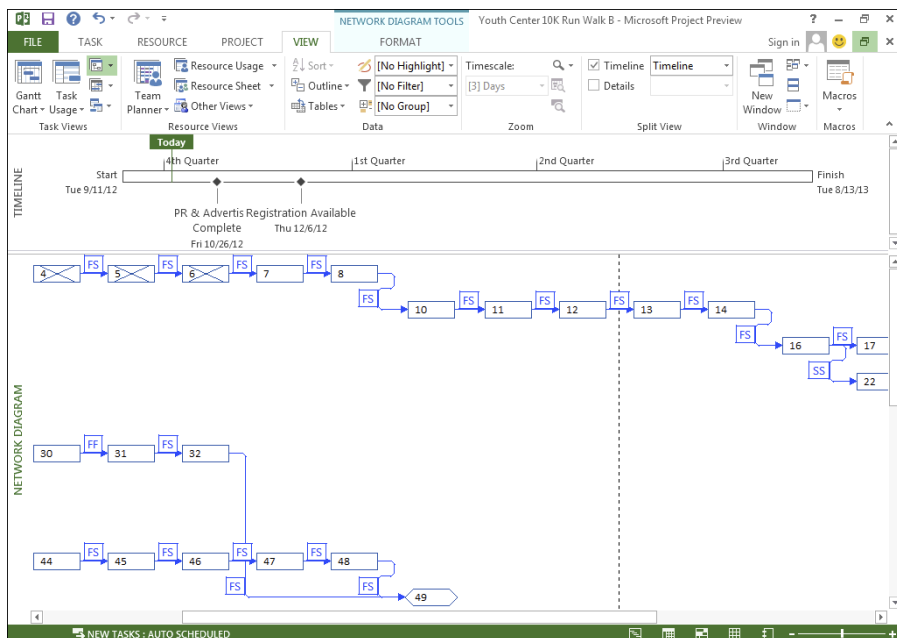 NETWORK DIAGRAM TOOLS Youth Center 10K Run Walk B - Microsoft Project Preview
FILE TASK RESOURCE PROJECT VIEW FORMAT Sign in
Gantt Chart Task Usage
Task Views
Team Planner
Resource Usage
Resource Sheet
Other Views
Resource Views
Sort
Outline
Tables
[No Highlight]
[No Filter]
[No Group]
Data
Timescale:
[3] Days
Zoom
Timeline Timeline
Details
Split View
New Window
Window
Macros
Macros
TIMELINE
Today
4th Quarter 1st Quarter 2nd Quarter 3rd Quarter
Start
Tue 9/11/12
Finish
Tue 8/13/13
PR & Advertis
Complete
Fri 10/26/12
Registration Available
Thu 12/6/12
NETWORK DIAGRAM
4 FS 5 FS 6 FS 7 FS 8
FS 10 FS 11 FS 12 FS 13 FS 14
FS 16 FS 17
SS 22
30 FF 31 FS 32
44 FS 45 FS 46 FS 47 FS 48
FS FS 49
NEW TASKS : AUTO SCHEDULED